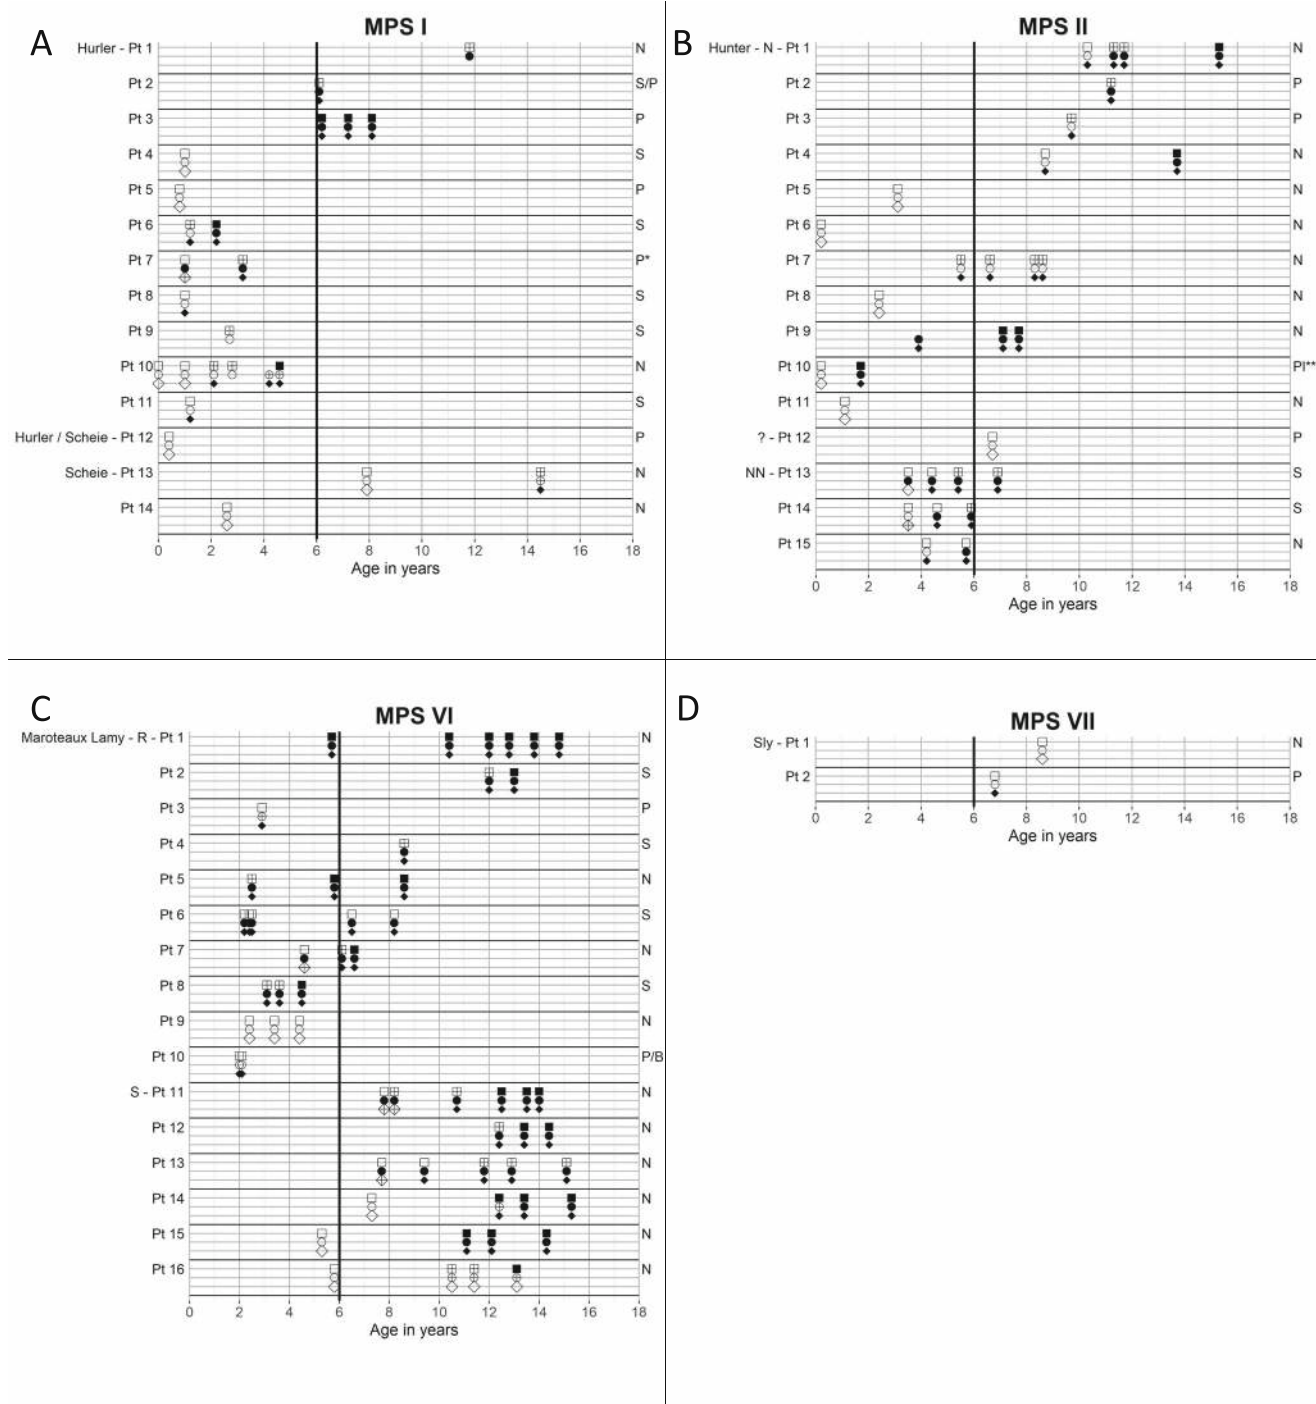 A
MPS I
Hurler - Pt 1 N
Pt 2 S/P
Pt 3 P
Pt 4 S
Pt 5 P
Pt 6 S
Pt 7 P*
Pt 8 S
Pt 9 S
Pt 10 N
Pt 11 S
Hurler / Scheie - Pt 12 P
Scheie - Pt 13 N
Pt 14 N
0 2 4 6 8 10 12 14 16 18
Age in years
B
MPS II
Hunter - N - Pt 1 N
Pt 2 P
Pt 3 P
Pt 4 N
Pt 5 N
Pt 6 N
Pt 7 N
Pt 8 N
Pt 9 N
Pt 10 PI**
Pt 11 N
? - Pt 12 P
NN - Pt 13 S
Pt 14 S
Pt 15 N
0 2 4 6 8 10 12 14 16 18
Age in years
C
MPS VI
Maroteaux Lamy - R - Pt 1 N
Pt 2 S
Pt 3 P
Pt 4 S
Pt 5 N
Pt 6 S
Pt 7 N
Pt 8 S
Pt 9 N
Pt 10 P/B
S - Pt 11 N
Pt 12 N
Pt 13 N
Pt 14 N
Pt 15 N
Pt 16 N
0 2 4 6 8 10 12 14 16 18
Age in years
D
MPS VII
Sly - Pt 1 N
Pt 2 P
0 2 4 6 8 10 12 14 16 18
Age in years